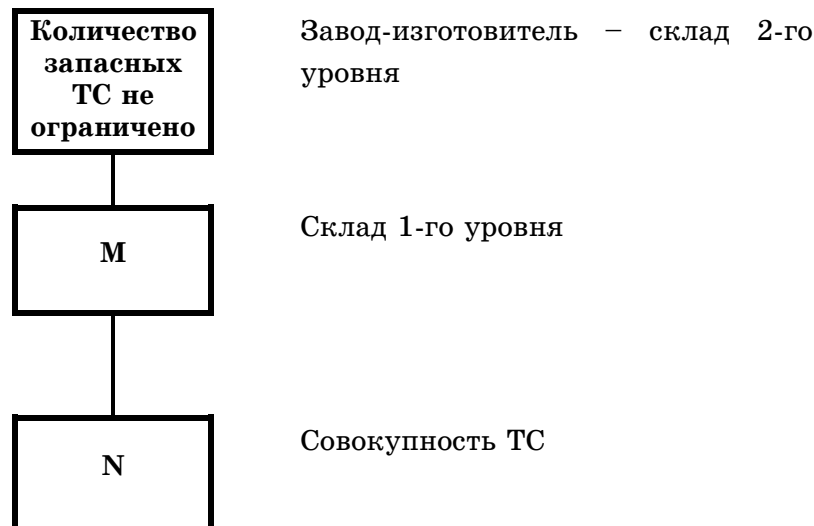 Количество
запасных
ТС не
ограничено
Завод-изготовитель – склад 2-го
уровня
M
Склад 1-го уровня
N
Совокупность ТС